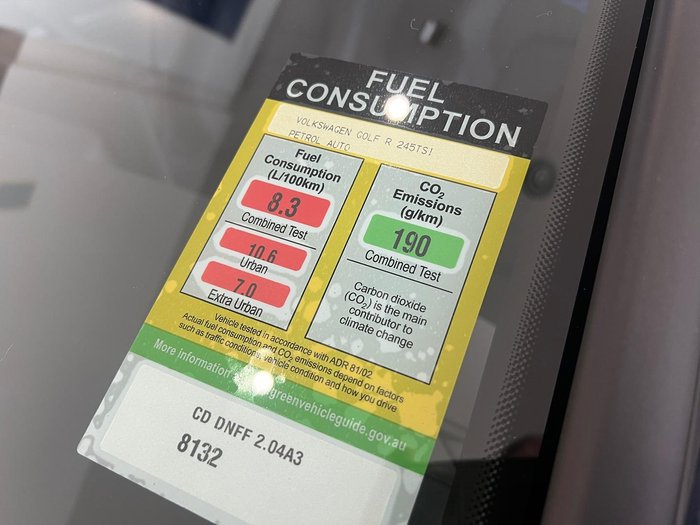 FUEL
CONSUMPTION
VOLKSWAGEN GOLF R 245TSI
PETROL AUTO
Fuel
Consumption
(L/100km)
8.3
Combined Test
10.6
Urban
7.0
Extra Urban
CO2
Emissions
(g/km)
190
Combined Test
Carbon dioxide
(CO2) is the main
contributor to
climate change
Vehicle tested in accordance with ADR 81/02
Actual fuel consumption and CO2 emissions depend on factors
such as traffic conditions, vehicle condition and how you drive
More information greenvehicleguide.gov.au
CD DNFF 2.04A3
8132